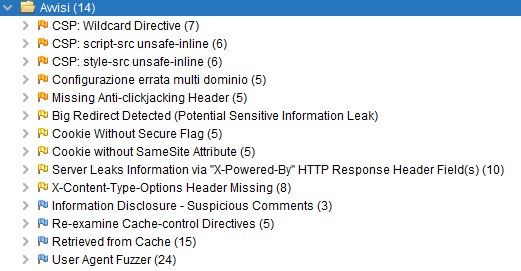 Avvisi (14)
CSP: Wildcard Directive (7)
CSP: script-src unsafe-inline (6)
CSP: style-src unsafe-inline (6)
Configurazione errata multi dominio (5)
Missing Anti-clickjacking Header (5)
Big Redirect Detected (Potential Sensitive Information Leak)
Cookie Without Secure Flag (5)
Cookie without SameSite Attribute (5)
Server Leaks Information via "X-Powered-By" HTTP Response Header Field(s) (10)
X-Content-Type-Options Header Missing (8)
Information Disclosure - Suspicious Comments (3)
Re-examine Cache-control Directives (5)
Retrieved from Cache (15)
User Agent Fuzzer (24)